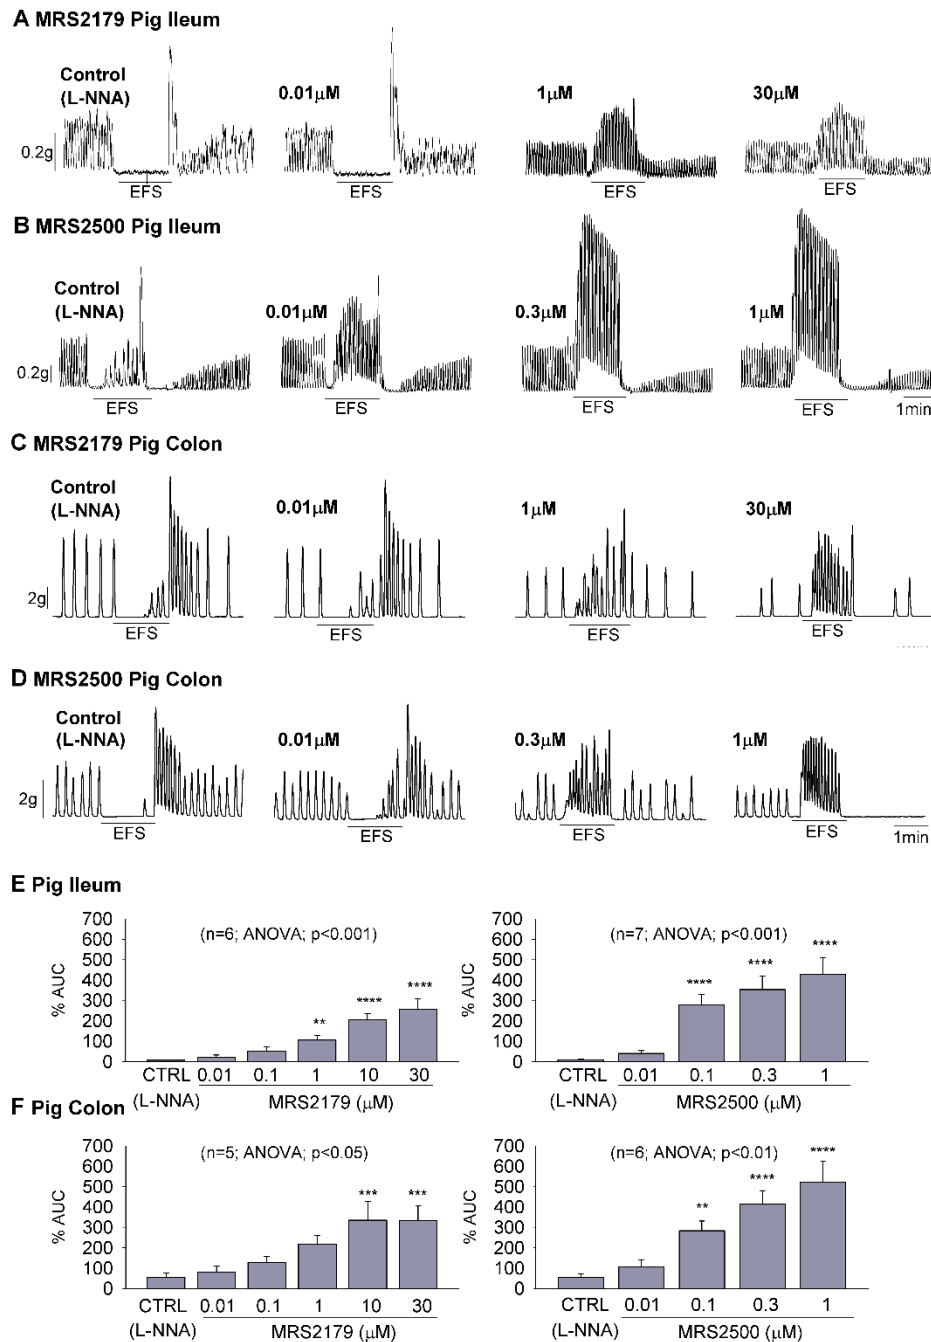 A MRS2179 Pig Ileum
Control
(L-NNA)
0.01μM
1μM
30μM
0.2g
EFS
EFS
EFS
EFS
B MRS2500 Pig Ileum
Control
(L-NNA)
0.01μM
0.3μM
1μM
0.2g
EFS
EFS
EFS
EFS
1min
C MRS2179 Pig Colon
Control
(L-NNA)
0.01μM
1μM
30μM
2g
EFS
EFS
EFS
EFS
D MRS2500 Pig Colon
Control
(L-NNA)
0.01μM
0.3μM
1μM
2g
EFS
EFS
EFS
EFS
1min
E Pig Ileum
700
600
500
400
300
200
100
0
% AUC
(n=6; ANOVA; p<0.001)
**
****
****
CTRL 0.01 0.1 1 10 30
(L-NNA) MRS2179 (μM)
700
600
500
400
300
200
100
0
% AUC
(n=7; ANOVA; p<0.001)
****
****
****
CTRL 0.01 0.1 0.3 1
(L-NNA) MRS2500 (μM)
F Pig Colon
700
600
500
400
300
200
100
0
% AUC
(n=5; ANOVA; p<0.05)
***
***
CTRL 0.01 0.1 1 10 30
(L-NNA) MRS2179 (μM)
700
600
500
400
300
200
100
0
% AUC
(n=6; ANOVA; p<0.01)
**
****
****
CTRL 0.01 0.1 0.3 1
(L-NNA) MRS2500 (μM)